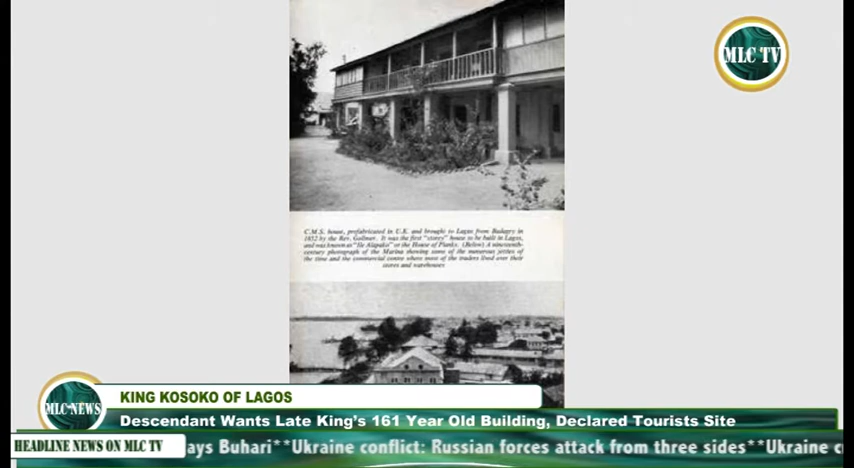 MLC TV
C.M.S. house, prefabricated in U.K. and brought to Lagos from Badagry in
1852 by the Rev. Gollmer. It was the first "storey" house to be built in Lagos,
and was known as "Ile Alapako" or the House of Planks. (Below) A nineteenth-
century photograph of the Marina showing some of the numerous jetties of
the time and the commercial centre where most of the traders lived over their
stores and warehouses
KING KOSOKO OF LAGOS
MLC NEWS
Descendant Wants Late King's 161 Year Old Building, Declared Tourists Site
HEADLINE NEWS ON MLC TV ays Buhari**Ukraine conflict: Russian forces attack from three sides**Ukraine c